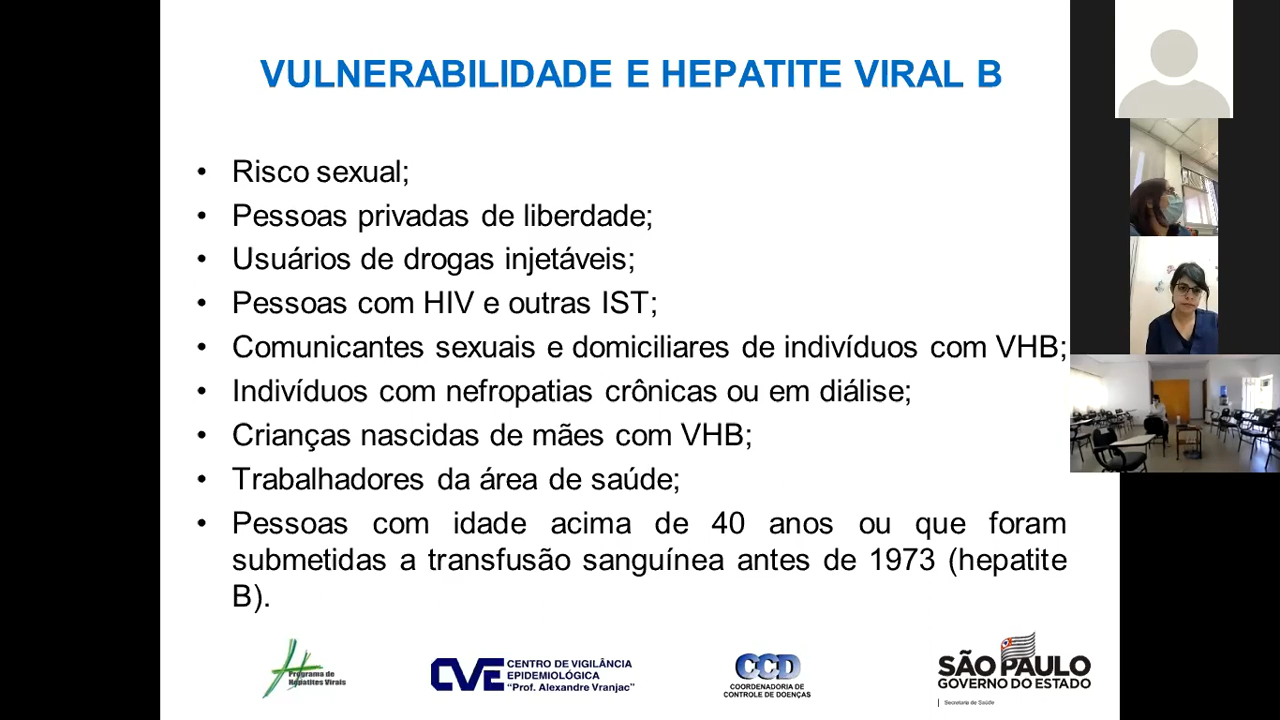 VULNERABILIDADE E HEPATITE VIRAL B
• Risco sexual;
• Pessoas privadas de liberdade;
• Usuários de drogas injetáveis;
• Pessoas com HIV e outras IST;
• Comunicantes sexuais e domiciliares de indivíduos com VHB;
• Indivíduos com nefropatias crônicas ou em diálise;
• Crianças nascidas de mães com VHB;
• Trabalhadores da área de saúde;
• Pessoas com idade acima de 40 anos ou que foram
submetidas a transfusão sanguínea antes de 1973 (hepatite
B).
Programa de
Hepatites Virais
CVE
CENTRO DE VIGILÂNCIA
EPIDEMIOLÓGICA
"Prof. Alexandre Vranjac"
CCD
COORDENADORIA DE
CONTROLE DE DOENÇAS
SÃO PAULO
GOVERNO DO ESTADO
Secretaria de Saúde